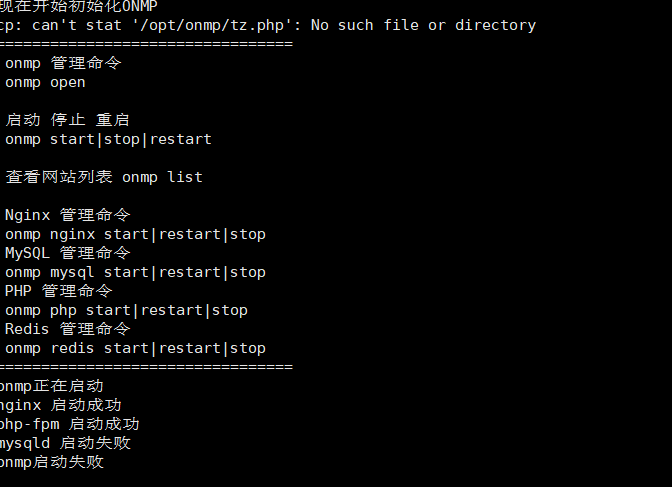 现在开始初始化ONMP
cp: can't stat '/opt/onmp/tz.php': No such file or directory
=================================
onmp 管理命令
onmp open
启动 停止 重启
onmp start|stop|restart
查看网站列表 onmp list
Nginx 管理命令
onmp nginx start|restart|stop
MySQL 管理命令
onmp mysql start|restart|stop
PHP 管理命令
onmp php start|restart|stop
Redis 管理命令
onmp redis start|restart|stop
=================================
onmp正在启动
nginx 启动成功
php-fpm 启动成功
mysqld 启动失败
onmp启动失败